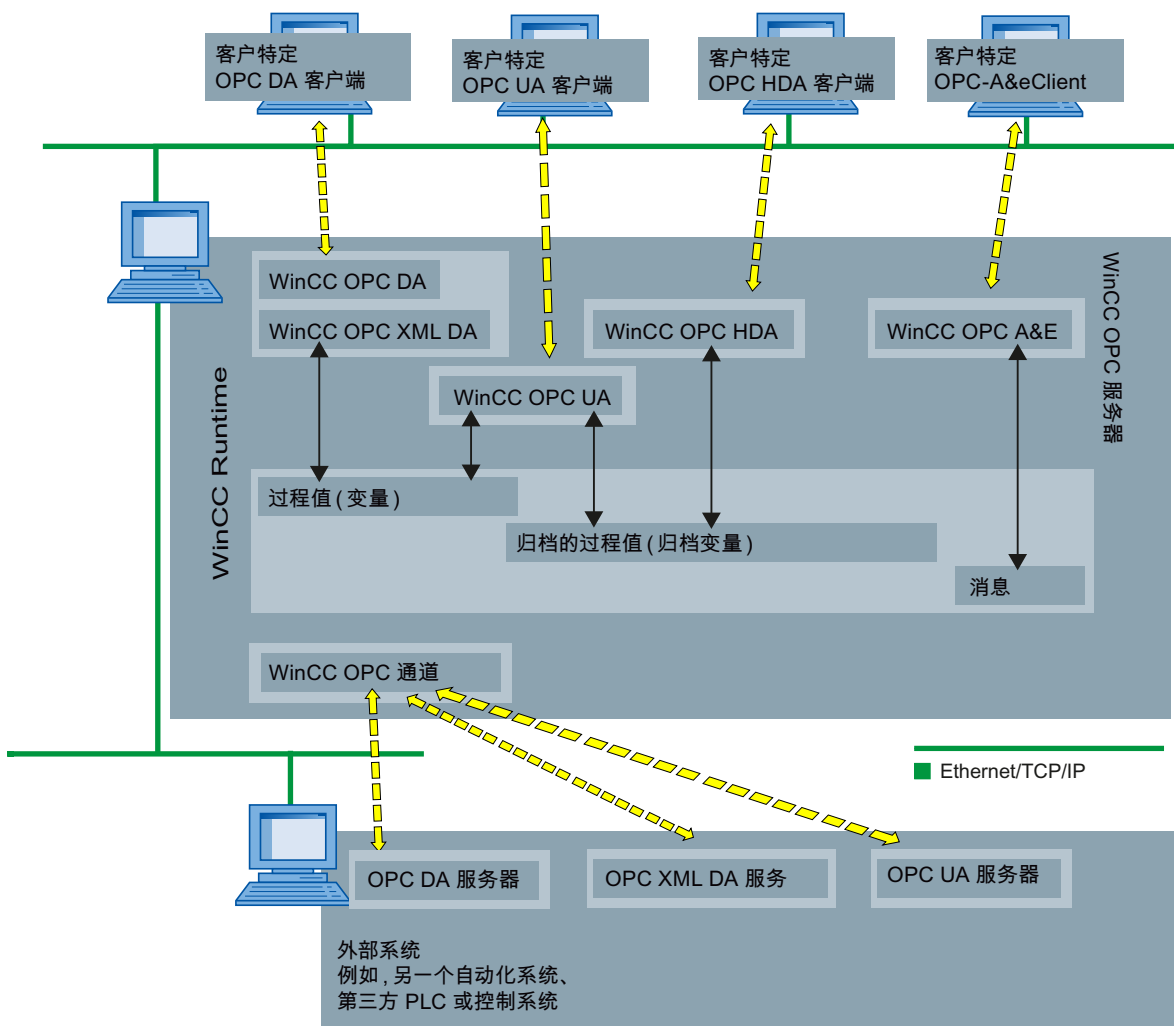 客户特定
OPC DA 客户端
客户特定
OPC UA 客户端
客户特定
OPC HDA 客户端
客户特定
OPC-A&eClient
WinCC OPC DA
WinCC OPC XML DA
WinCC OPC HDA
WinCC OPC A&E
WinCC OPC 服务器
WinCC OPC UA
WinCC Runtime
过程值(变量)
归档的过程值(归档变量)
消息
WinCC OPC 通道
Ethernet/TCP/IP
OPC DA 服务器
OPC XML DA 服务
OPC UA 服务器
外部系统
例如,另一个自动化系统、
第三方 PLC 或控制系统